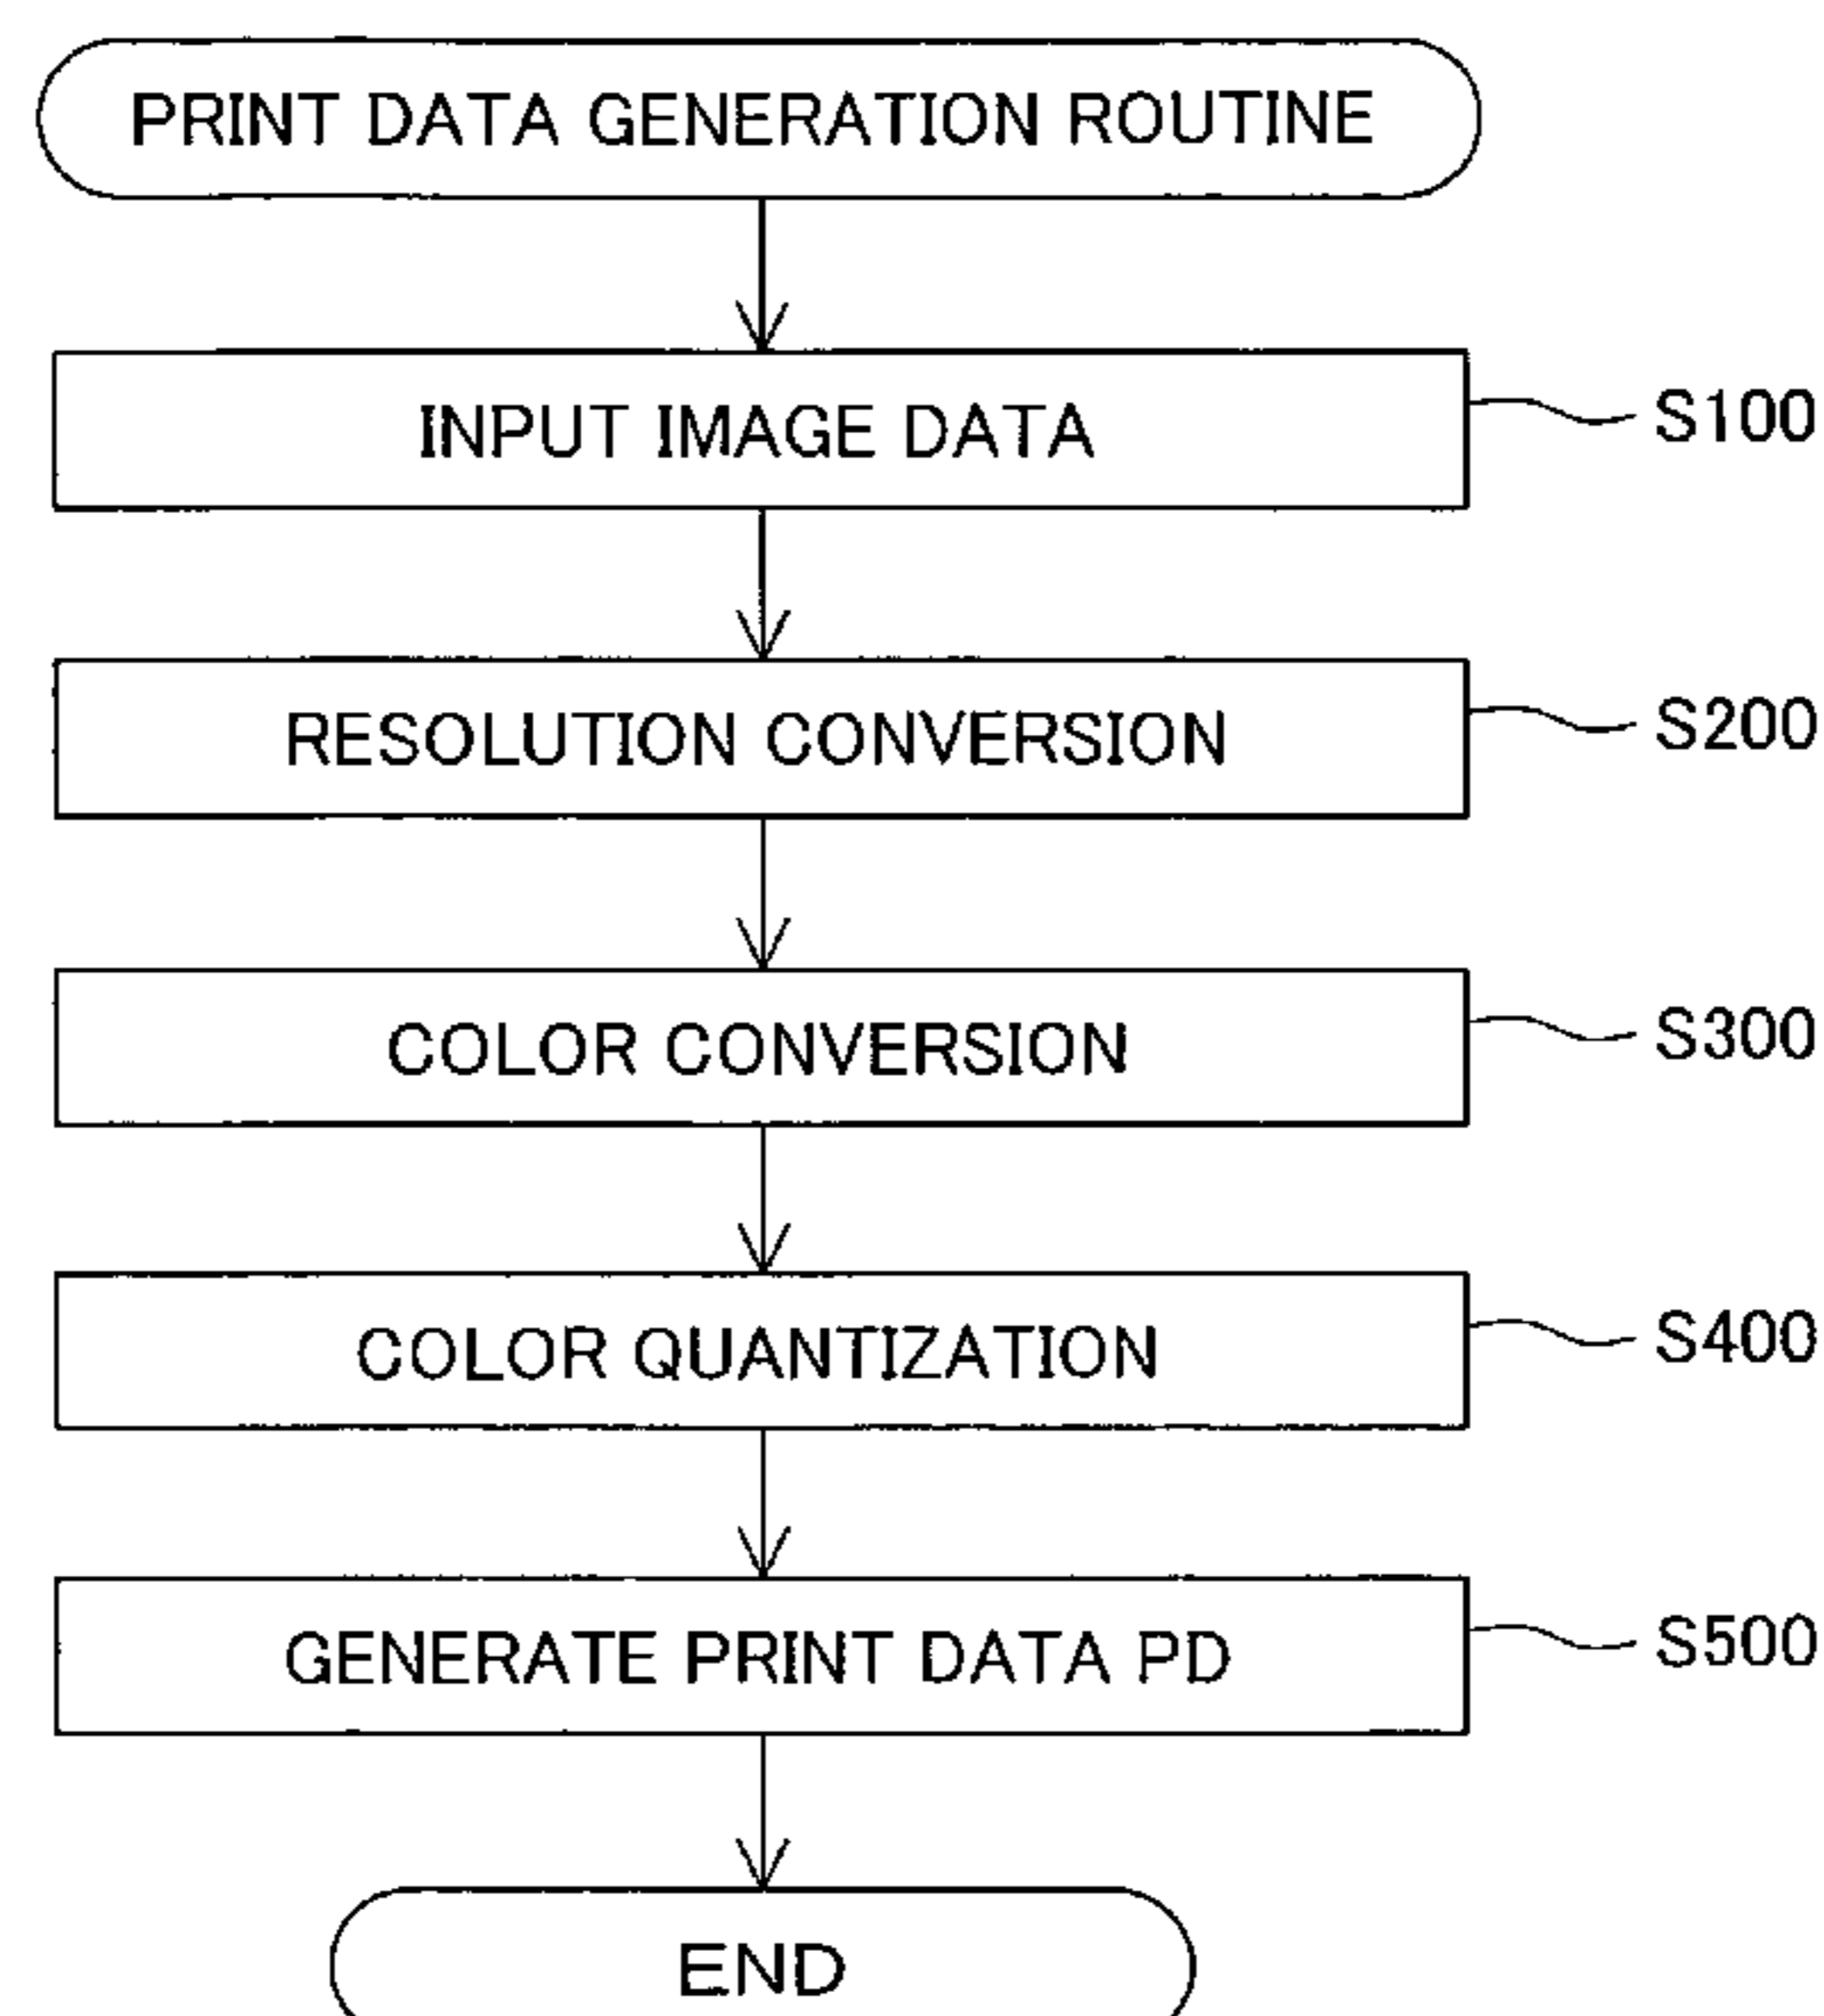 PRINT DATA GENERATION ROUTINE
INPUT IMAGE DATA
S100
RESOLUTION CONVERSION
S200
COLOR CONVERSION
S300
COLOR QUANTIZATION
S400
GENERATE PRINT DATA PD
S500
END